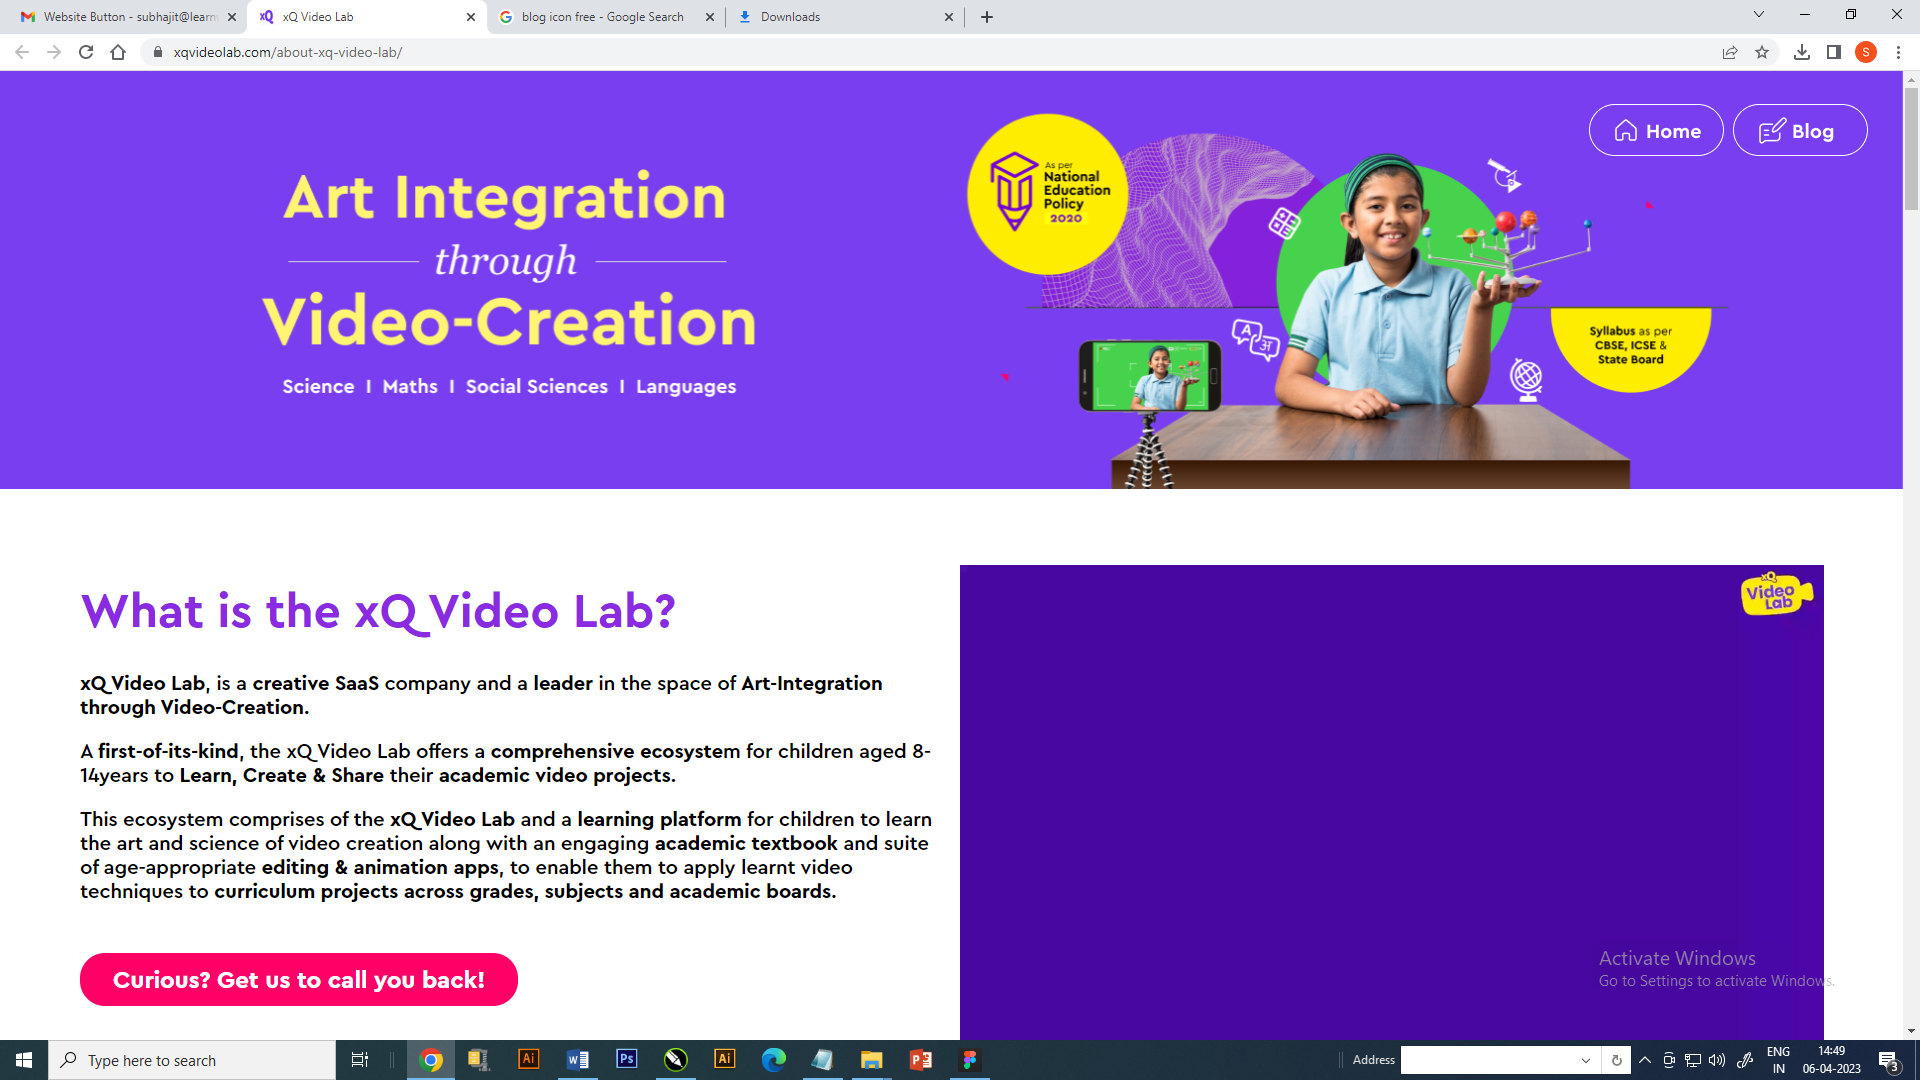 Website Button - subhajit@learn
xQ Video Lab
blog icon free - Google Search
Downloads
xqvideolab.com/about-xq-video-lab/
S
Home
Blog
Art Integration
through
Video-Creation
Science I Maths I Social Sciences I Languages
As per
National
Education
Policy
2020
Syllabus as per
CBSE, ICSE &
State Board
A
अ
What is the xQ Video Lab?
xQ Video Lab, is a creative SaaS company and a leader in the space of Art-Integration
through Video-Creation.
A first-of-its-kind, the xQ Video Lab offers a comprehensive ecosystem for children aged 8-
14years to Learn, Create & Share their academic video projects.
This ecosystem comprises of the xQ Video Lab and a learning platform for children to learn
the art and science of video creation along with an engaging academic textbook and suite
of age-appropriate editing & animation apps, to enable them to apply learnt video
techniques to curriculum projects across grades, subjects and academic boards.
Curious? Get us to call you back!
xQ
Video
Lab
Activate Windows
Go to Settings to activate Windows.
Type here to search
Address
ENG
IN
14:49
06-04-2023
3